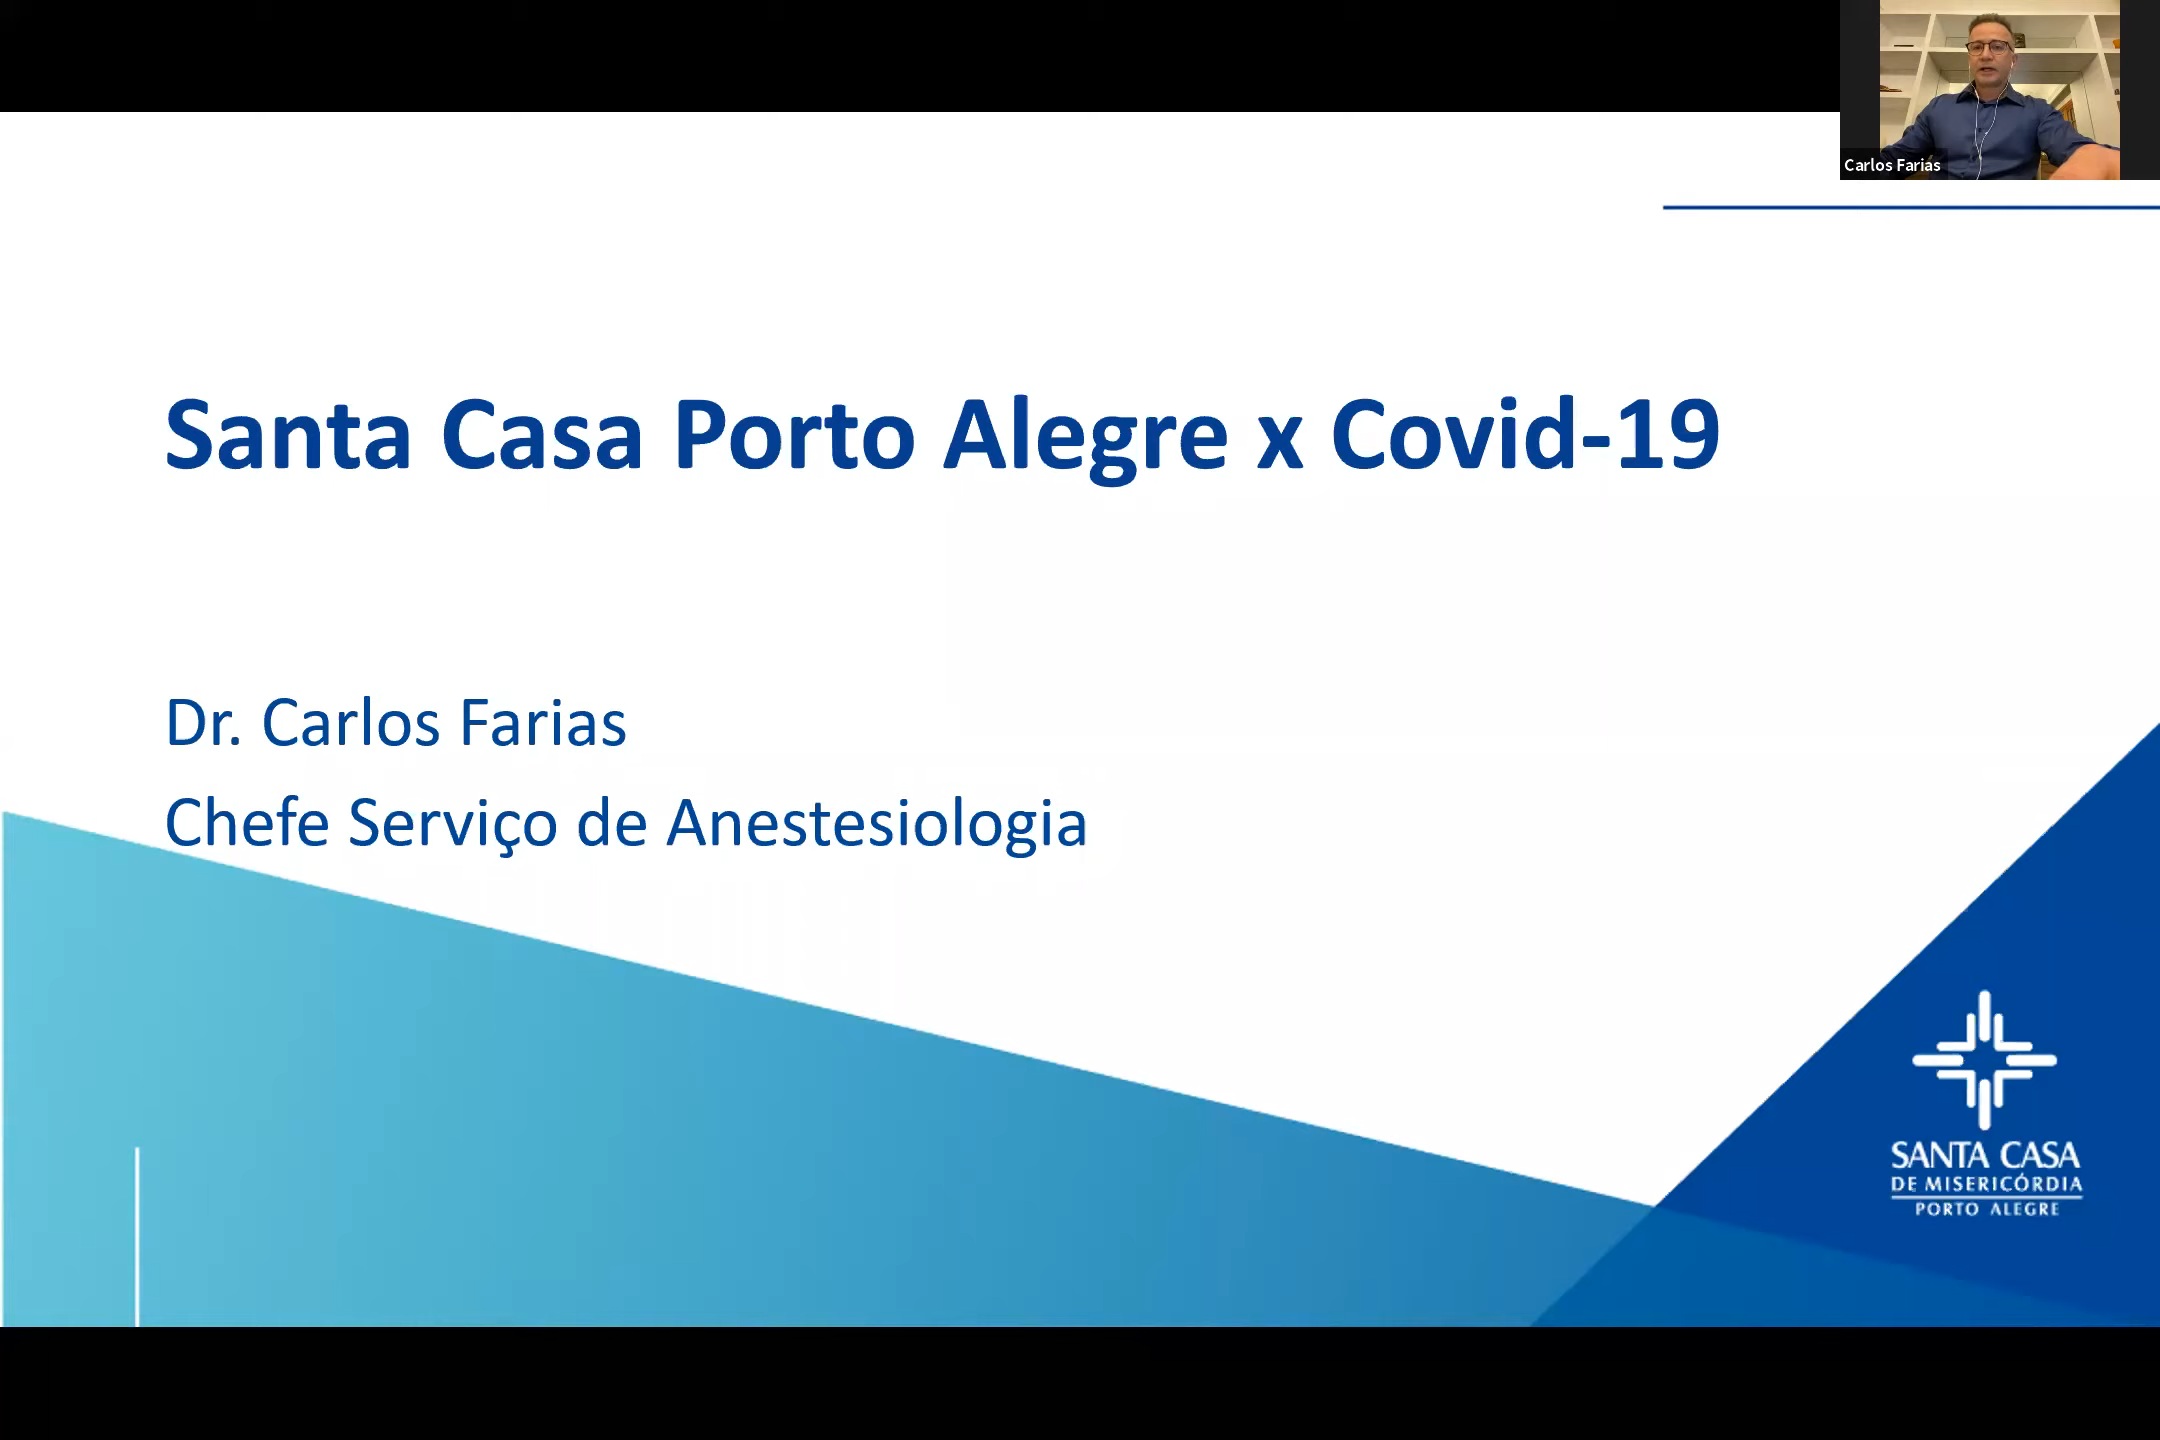 Carlos Farias
Santa Casa Porto Alegre x Covid-19
Dr. Carlos Farias
Chefe Serviço de Anestesiologia
SANTA CASA
DE MISERICÓRDIA
PORTO ALEGRE